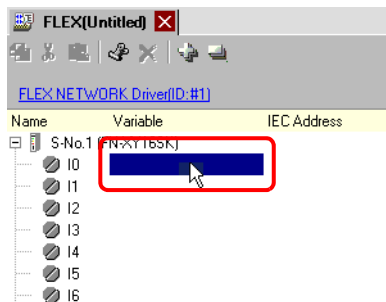 FLEX(Untitled)
FLEX NETWORK Driver(ID:#1)
Name Variable IEC Address
S-No.1 (FN-XY16SK)
I0
I1
I2
I3
I4
I5
I6